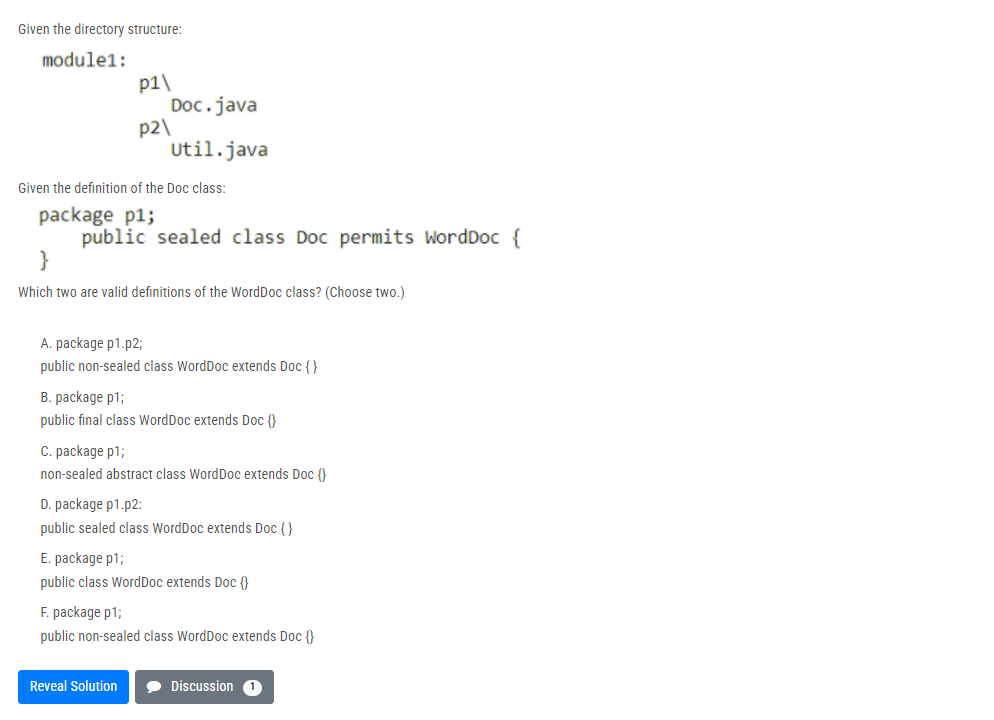 Given the directory structure:
module1:
p1\
Doc.java
p2\
Util.java
Given the definition of the Doc class:
package p1;
public sealed class Doc permits WordDoc {
}
Which two are valid definitions of the WordDoc class? (Choose two.)
A. package p1.p2;
public non-sealed class WordDoc extends Doc { }
B. package p1;
public final class WordDoc extends Doc {}
C. package p1;
non-sealed abstract class WordDoc extends Doc {}
D. package p1.p2:
public sealed class WordDoc extends Doc { }
E. package p1;
public class WordDoc extends Doc {}
F. package p1;
public non-sealed class WordDoc extends Doc {}
Reveal Solution Discussion 1